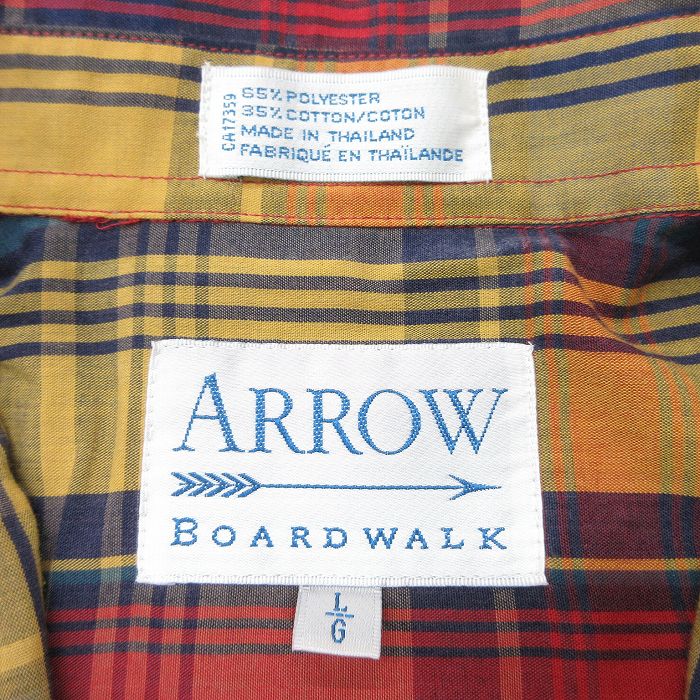 65% POLYESTER
35% COTTON/COTON
MADE IN THAILAND
FABRIQUÉ EN THAÏLANDE
CA17359
ARROW
BOARDWALK
L/G